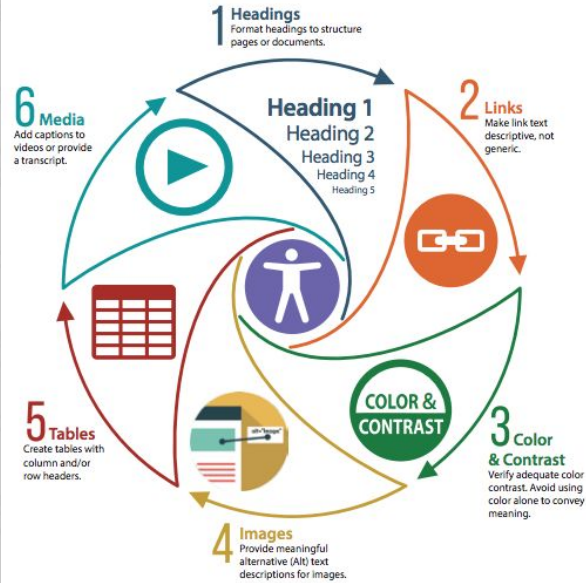 1 Headings
Format headings to structure
pages or documents.
Heading 1
Heading 2
Heading 3
Heading 4
Heading 5
2 Links
Make link text
descriptive, not
generic.
COLOR &
CONTRAST
3 Color
& Contrast
Verify adequate color
contrast. Avoid using
color alone to convey
meaning.
alt="image"
4 Images
Provide meaningful
alternative (Alt) text
descriptions for images.
5 Tables
Create tables with
column and/or
row headers.
6 Media
Add captions to
videos or provide
a transcript.